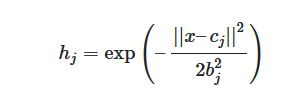 h_j = exp(−||x−c_j||²/2b_j²)